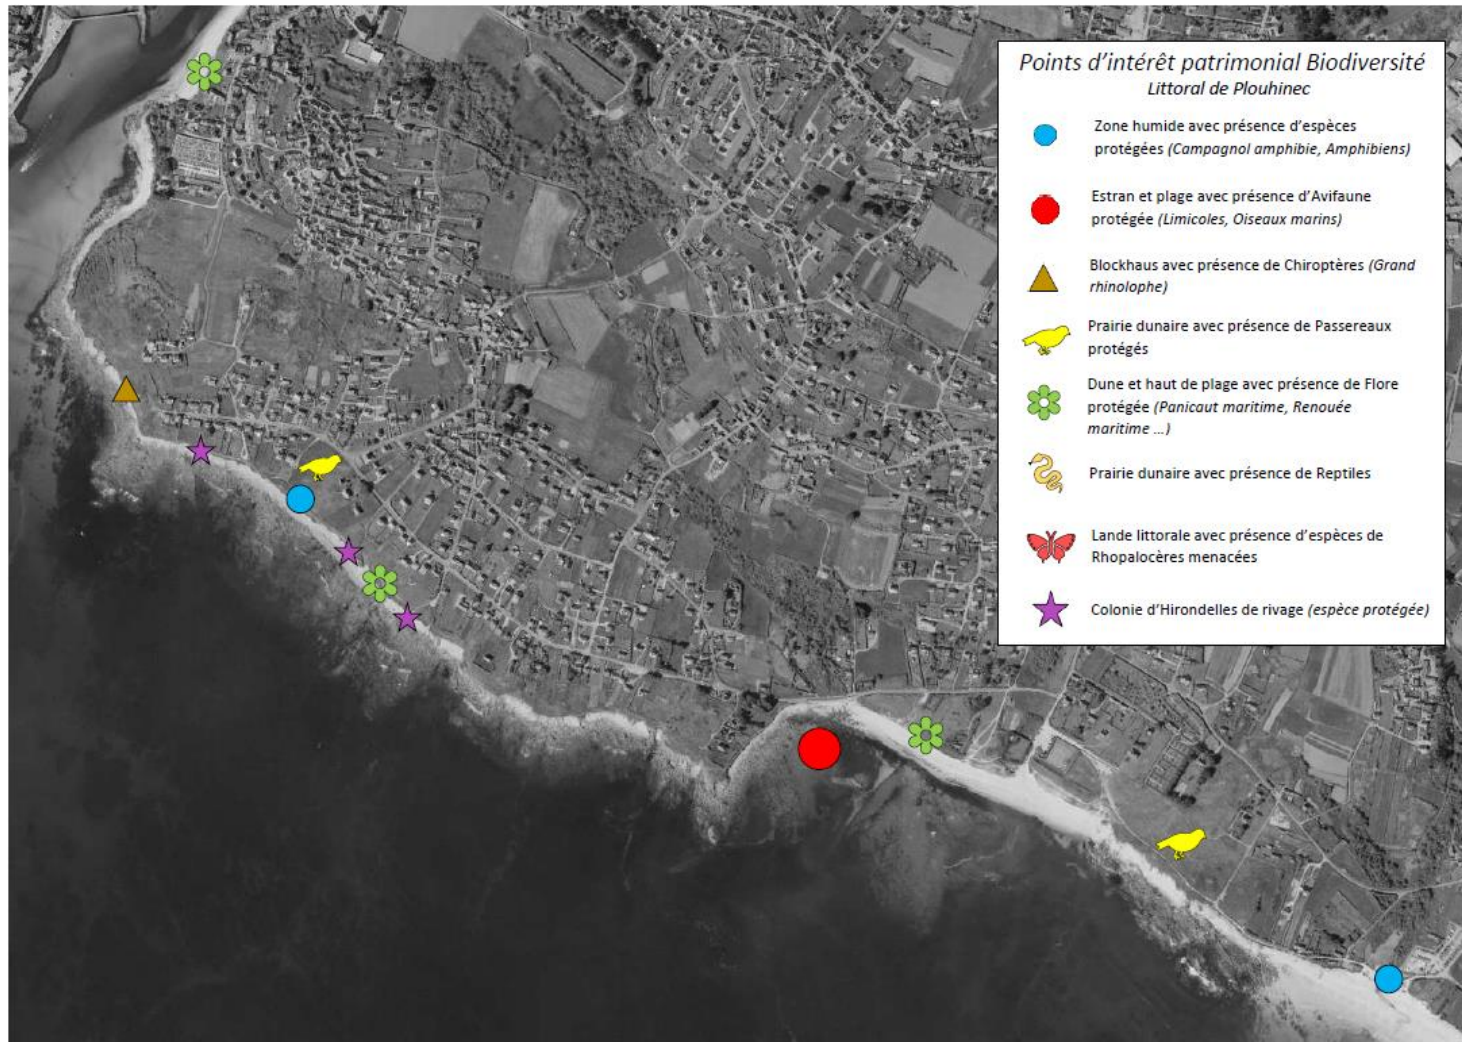 Points d'intérêt patrimonial Biodiversité
Littoral de Plouhinec
Zone humide avec présence d'espèces
protégées (Campagnol amphibie, Amphibiens)
Estran et plage avec présence d'Avifaune
protégée (Limicoles, Oiseaux marins)
Blockhaus avec présence de Chiroptères (Grand
rhinolophe)
Prairie dunaire avec présence de Passereaux
protégés
Dune et haut de plage avec présence de Flore
protégée (Panicaut maritime, Renouée
maritime ...)
Prairie dunaire avec présence de Reptiles
Lande littorale avec présence d'espèces de
Rhopalocères menacées
Colonie d'Hirondelles de rivage (espèce protégée)